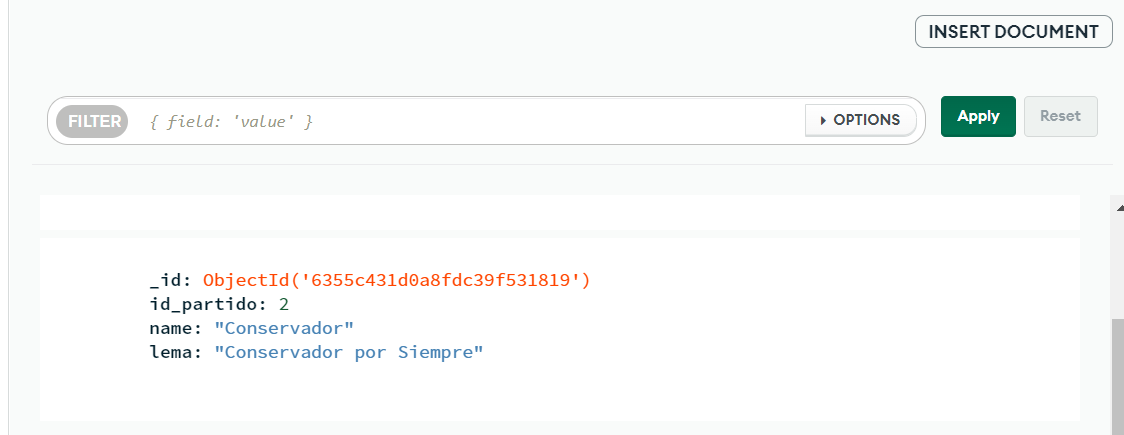 INSERT DOCUMENT
FILTER { field: 'value' } OPTIONS Apply Reset
_id: ObjectId('6355c431d0a8fdc39f531819')
id_partido: 2
name: "Conservador"
lema: "Conservador por Siempre"